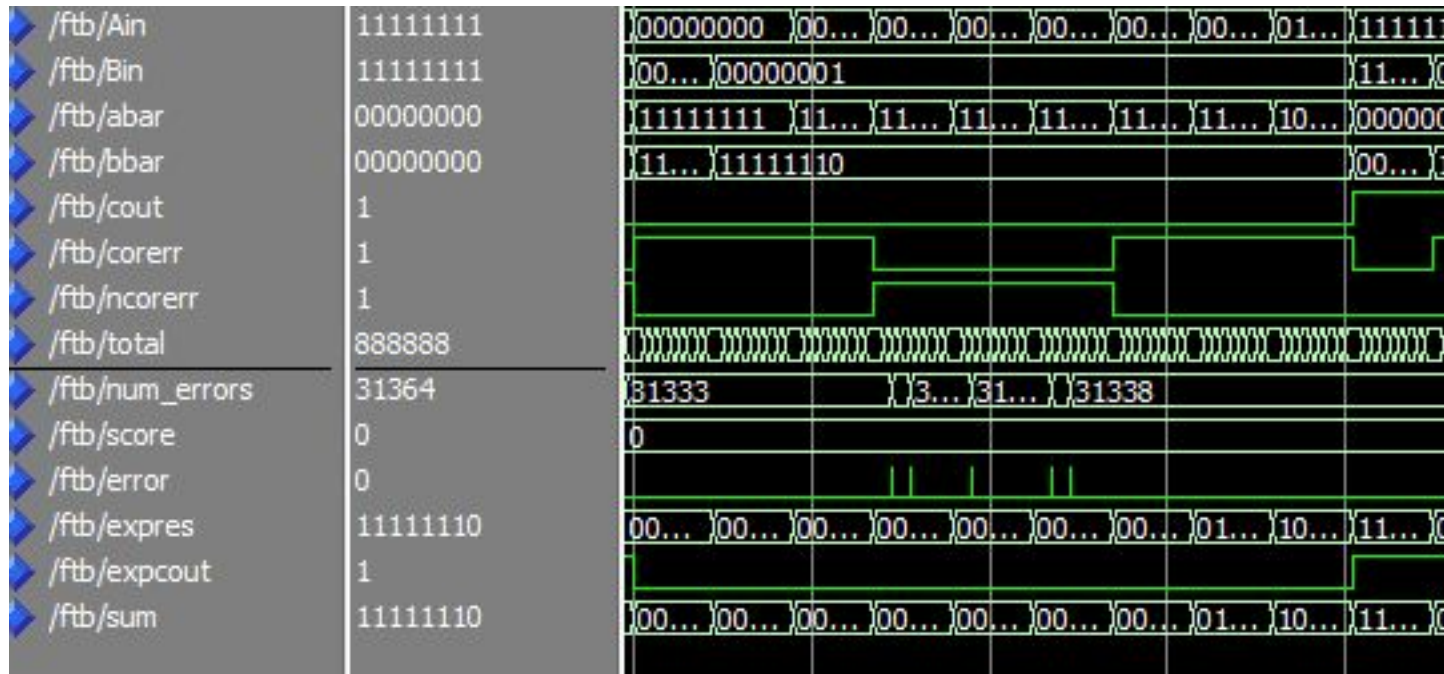 /ftb/Ain 11111111 00000000 00... 00... 00... 00... 00... 00... 01... 111111
/ftb/Bin 11111111 00... 00000001 11...
/ftb/abar 00000000 11111111 11... 11... 11... 11... 11... 11... 10... 000000
/ftb/bbar 00000000 11... 11111110 00...
/ftb/cout 1
/ftb/corerr 1
/ftb/ncorerr 1
/ftb/total 888888
/ftb/num_errors 31364 31333 3... 31... 31338
/ftb/score 0 0
/ftb/error 0
/ftb/expres 11111110 00... 00... 00... 00... 00... 00... 00... 01... 10... 11...
/ftb/expcout 1
/ftb/sum 11111110 00... 00... 00... 00... 00... 00... 00... 01... 10... 11...